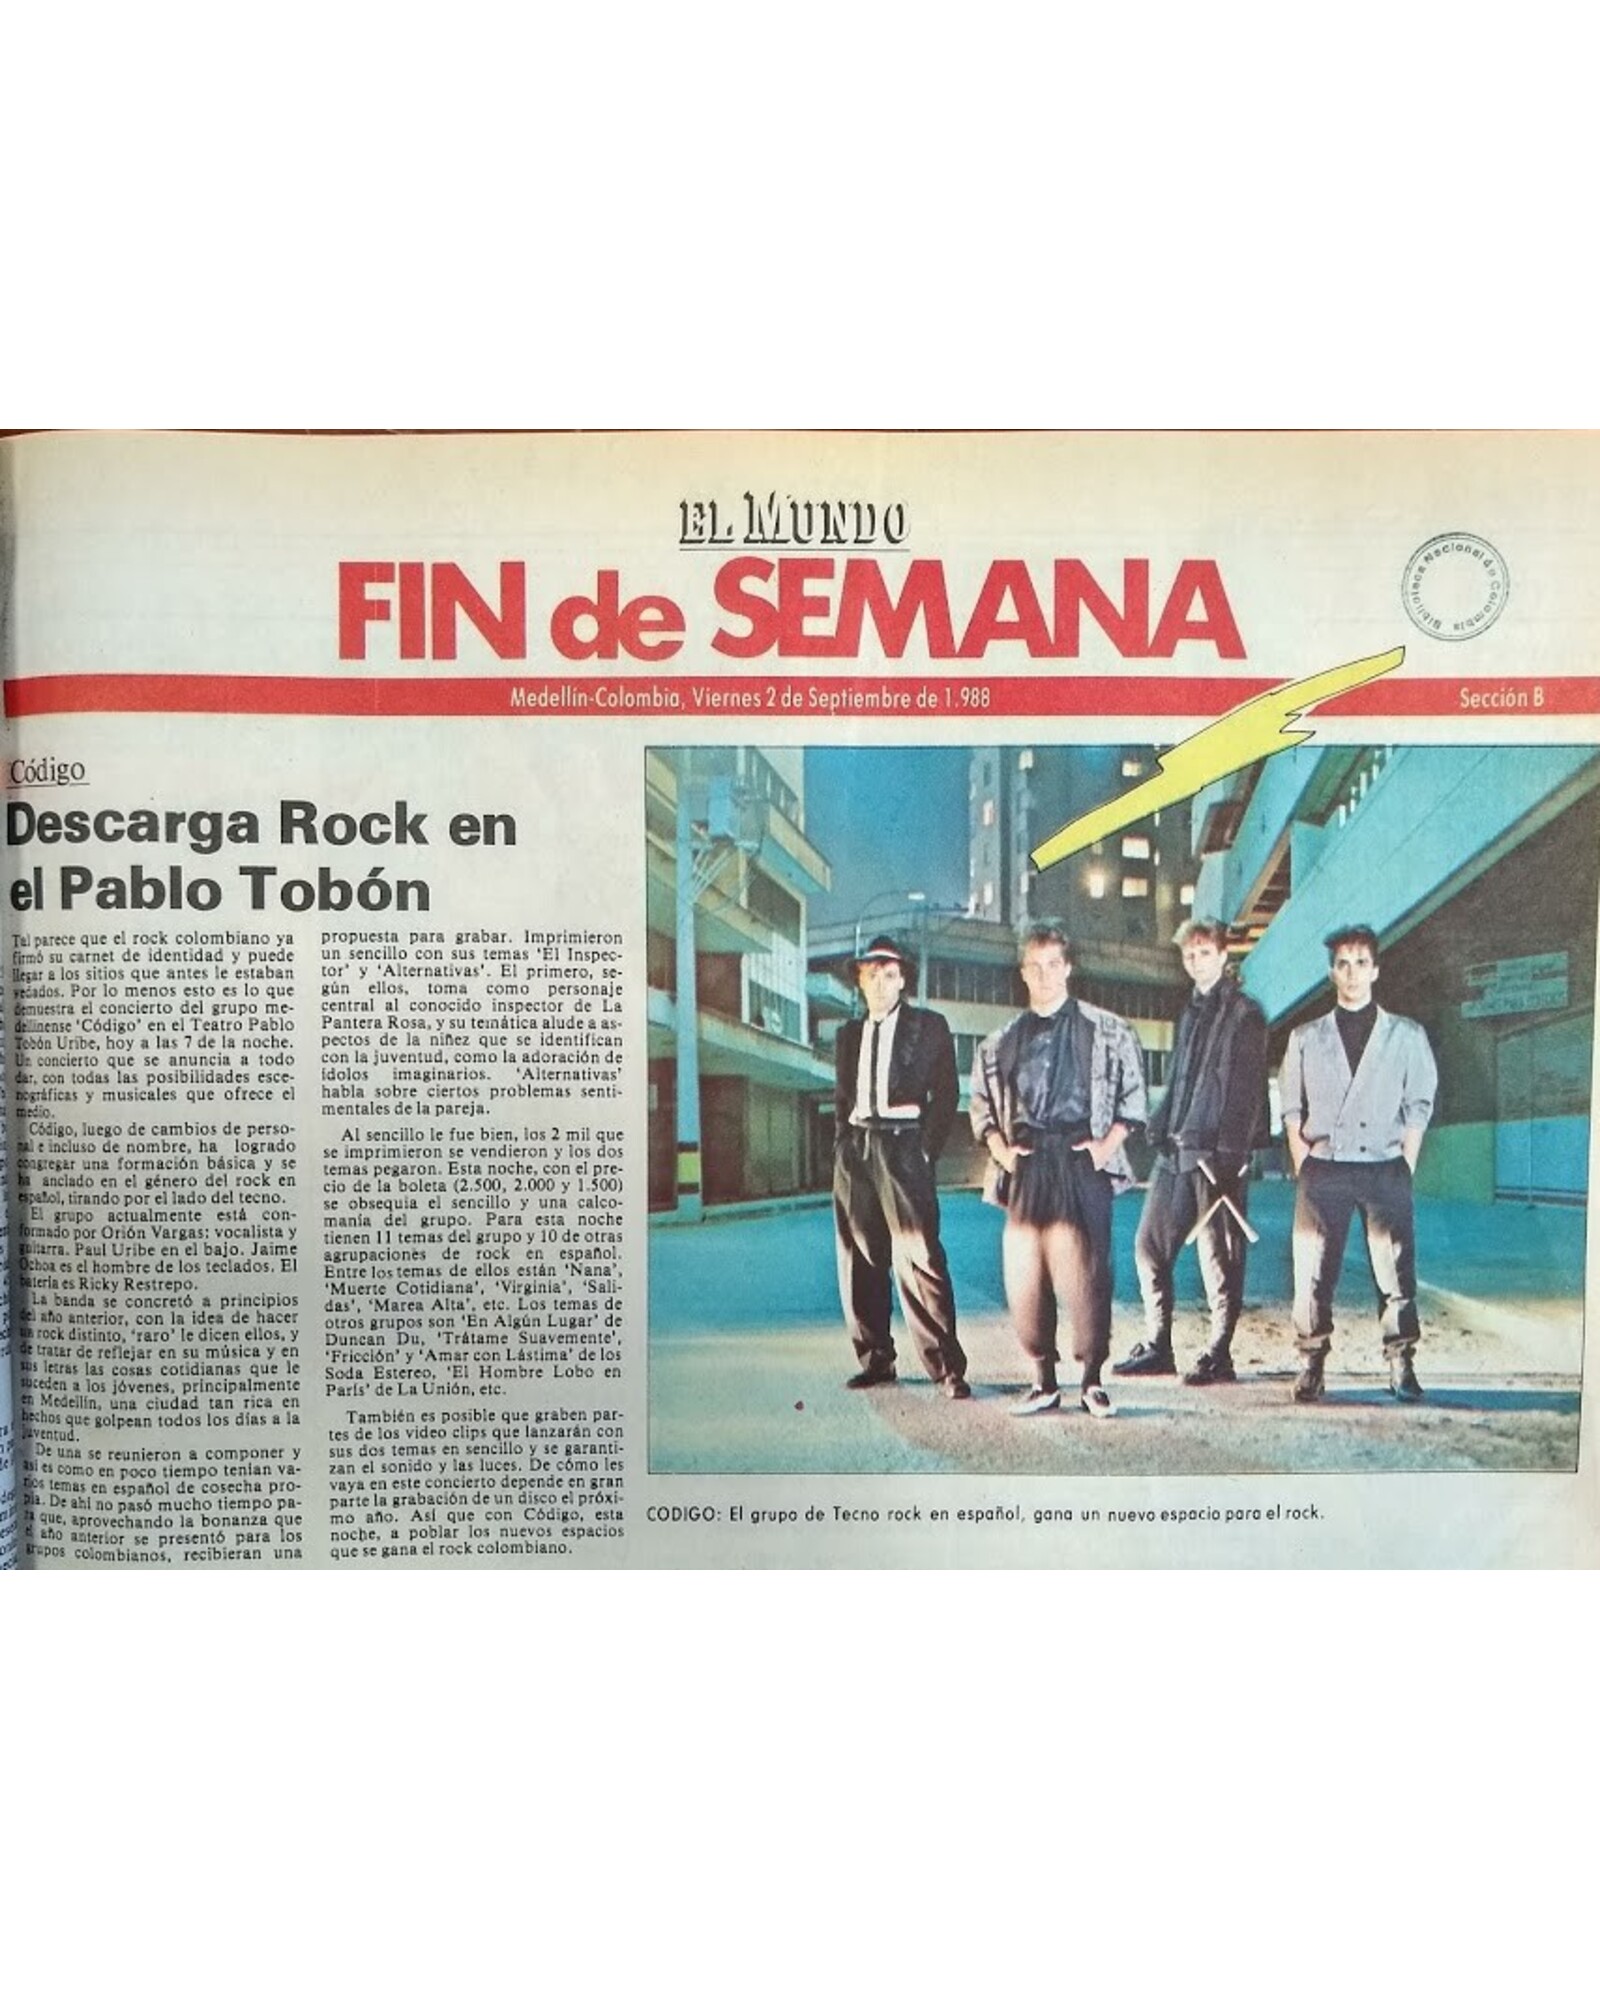 EL MUNDO
FIN de SEMANA
Biblioteca Nacional de Colombia
Medellín-Colombia, Viernes 2 de Septiembre de 1.988
Sección B
Código
Descarga Rock en
el Pablo Tobón
Tal parece que el rock colombiano ya
firmó su carnet de identidad y puede
llegar a los sitios que antes le estaban
vedados. Por lo menos esto es lo que
demuestra el concierto del grupo me-
dellinense 'Código' en el Teatro Pablo
Tobón Uribe, hoy a las 7 de la noche.
Un concierto que se anuncia a todo
dar, con todas las posibilidades esce-
nográficas y musicales que ofrece el
medio.
Código, luego de cambios de perso-
nal e incluso de nombre, ha logrado
congregar una formación básica y se
ha anclado en el género del rock en
español, tirando por el lado del tecno.
El grupo actualmente está con-
formado por Orión Vargas: vocalista y
guitarra. Paul Uribe en el bajo. Jaime
Ochoa es el hombre de los teclados. El
batería es Ricky Restrepo.
La banda se concretó a principios
del año anterior, con la idea de hacer
un rock distinto, 'raro' le dicen ellos, y
de tratar de reflejar en su música y en
sus letras las cosas cotidianas que le
suceden a los jóvenes, principalmente
en Medellín, una ciudad tan rica en
hechos que golpean todos los días a la
juventud.
De una se reunieron a componer y
así es como en poco tiempo tenían va-
rios temas en español de cosecha pro-
pia. De ahí no pasó mucho tiempo pa-
ra que, aprovechando la bonanza que
el año anterior se presentó para los
grupos colombianos, recibieran una
propuesta para grabar. Imprimieron
un sencillo con sus temas 'El Inspec-
tor' y 'Alternativas'. El primero, se-
gún ellos, toma como personaje
central al conocido inspector de La
Pantera Rosa, y su temática alude a as-
pectos de la niñez que se identifican
con la juventud, como la adoración de
ídolos imaginarios. 'Alternativas'
habla sobre ciertos problemas senti-
mentales de la pareja.
Al sencillo le fue bien, los 2 mil que
se imprimieron se vendieron y los dos
temas pegaron. Esta noche, con el pre-
cio de la boleta (2.500, 2.000 y 1.500)
se obsequia el sencillo y una calco-
manía del grupo. Para esta noche
tienen 11 temas del grupo y 10 de otras
agrupaciones de rock en español.
Entre los temas de ellos están 'Nana',
'Muerte Cotidiana', 'Virginia', 'Sali-
das', 'Marea Alta', etc. Los temas de
otros grupos son 'En Algún Lugar' de
Duncan Du, 'Trátame Suavemente',
'Fricción' y 'Amar con Lástima' de los
Soda Estereo, 'El Hombre Lobo en
París' de La Unión, etc.
También es posible que graben par-
tes de los video clips que lanzarán con
sus dos temas en sencillo y se garanti-
zan el sonido y las luces. De cómo les
vaya en este concierto depende en gran
parte la grabación de un disco el próxi-
mo año. Así que con Código, esta
noche, a poblar los nuevos espacios
que se gana el rock colombiano.
CODIGO: El grupo de Tecno rock en español, gana un nuevo espacio para el rock.